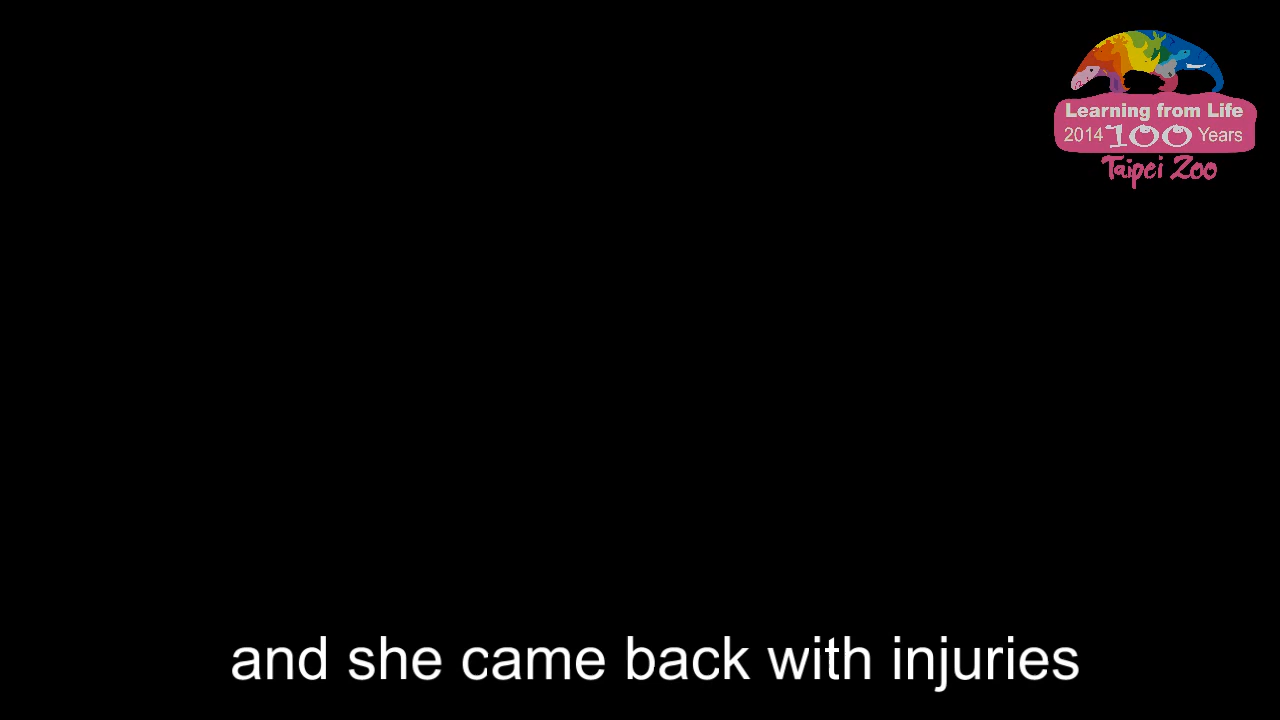 Learning from Life
2014 100 Years
Taipei Zoo
and she came back with injuries